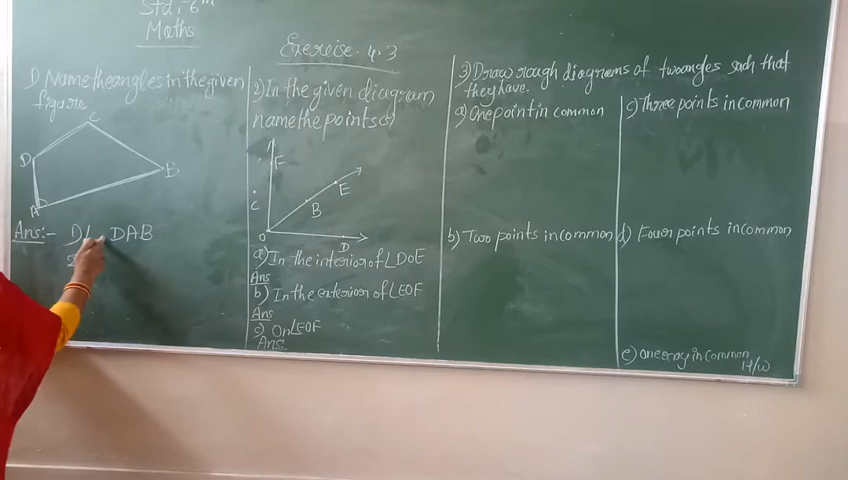 Std, -6th
Maths
Exercise. 4.3
1) Name the angles in the given
figure
C
D
B
A
Ans:- 1) ∠ DAB
2)In the given diagram
name the points(s)
F
C
E
B
O
D
a) In the interior of ∠DOE
Ans
b) In the exterior of ∠EOF
Ans
c) On∠EOF
Ans:
3)Draw rough diagrams of two angles such that
they have
a) One point in common
b) Two points in common
c) Three points in common
d) Four points in common
e) One ray in common
H/W